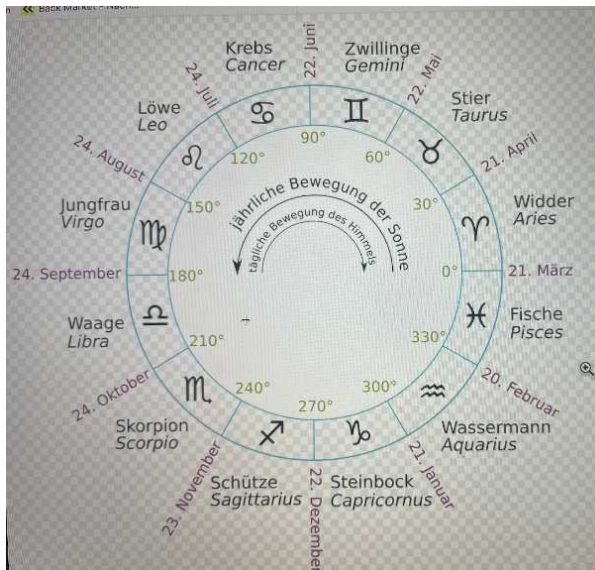 Back Market - Nach...
Krebs
Cancer
22. Juni
Zwillinge
Gemini
24. Juli
22. Mai
Löwe
Leo
Stier
Taurus
♋
♊
90°
24. August
♌
120°
60°
♉
21. April
Jungfrau
Virgo
150°
jährliche Bewegung der Sonne
tägliche Bewegung des Himmels
30°
Widder
Aries
♍
♈
24. September
180°
0°
21. März
Waage
Libra
♎
♓
Fische
Pisces
210°
330°
24. Oktober
♏
240°
270°
300°
♒
20. Februar
Skorpion
Scorpio
♐
♑
Wassermann
Aquarius
23. November
Schütze
Sagittarius
22. Dezember
Steinbock
Capricornus
21. Januar